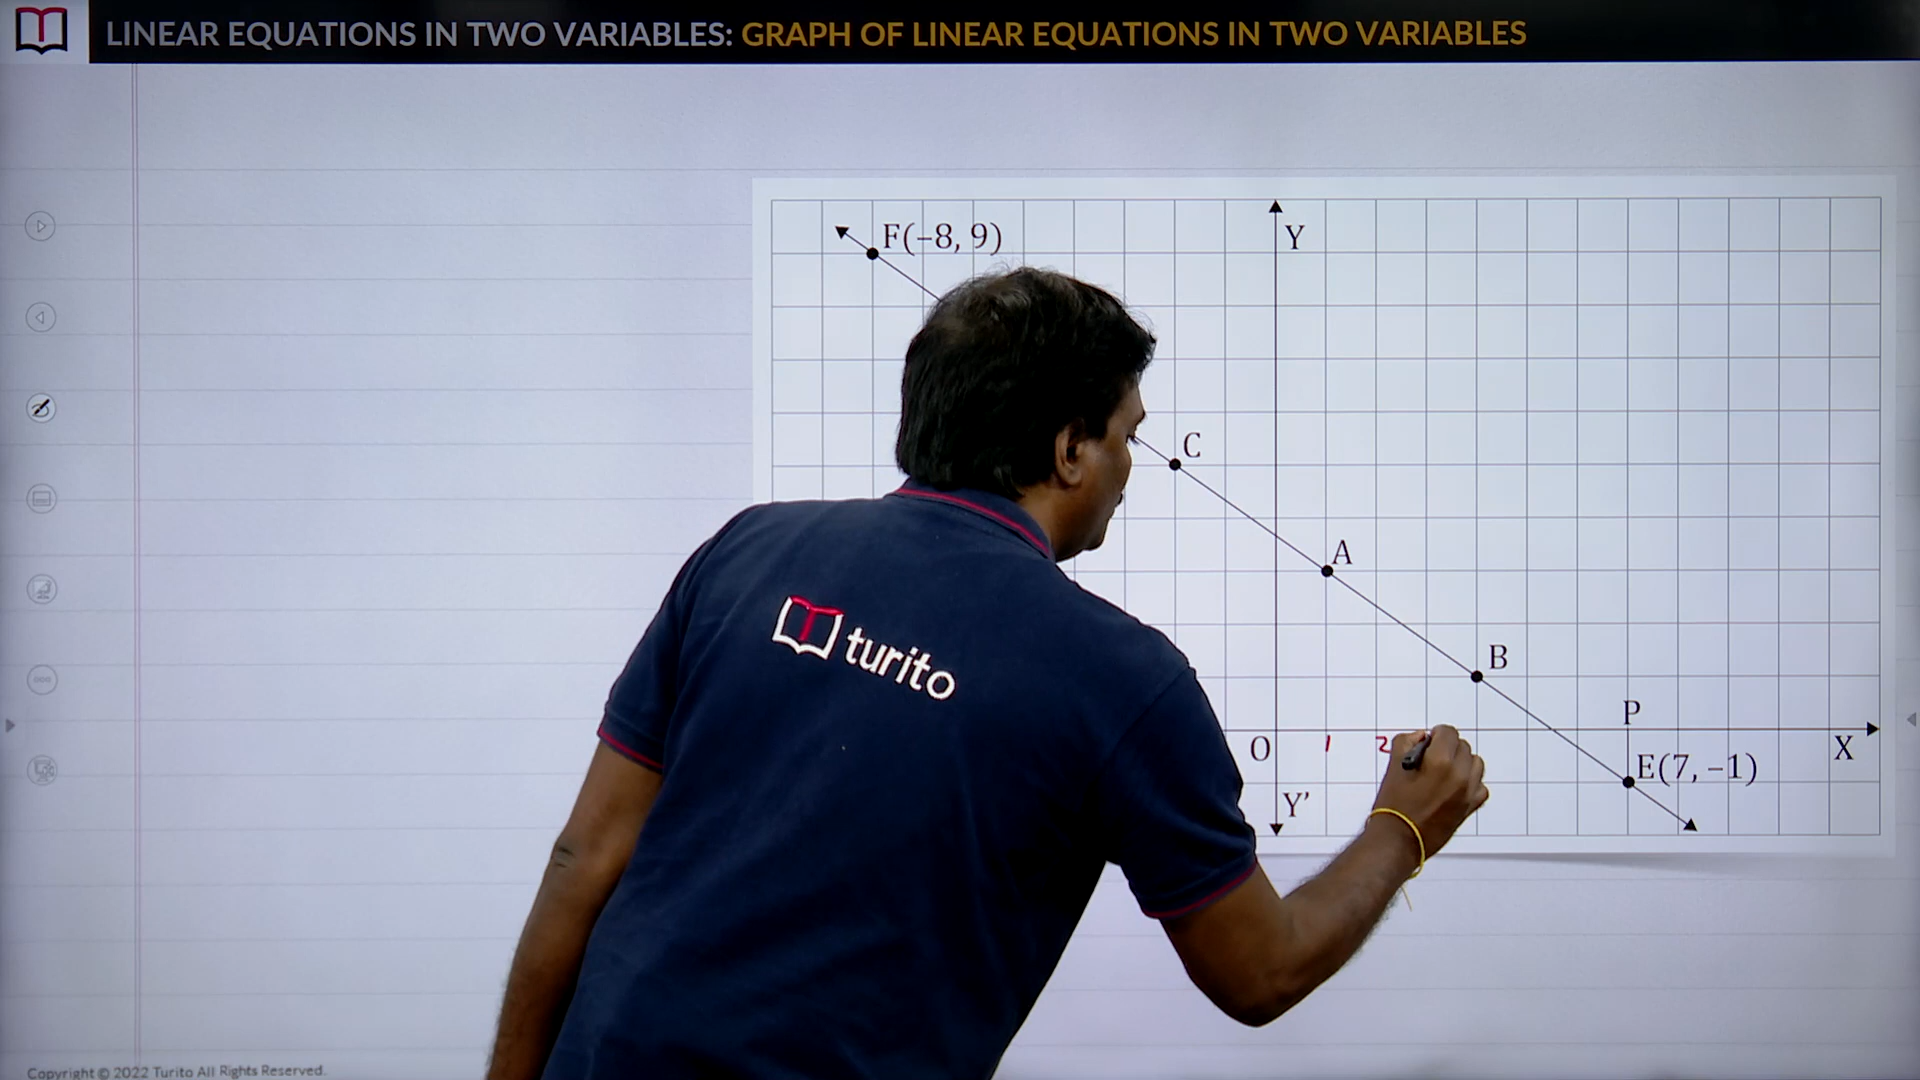 LINEAR EQUATIONS IN TWO VARIABLES: GRAPH OF LINEAR EQUATIONS IN TWO VARIABLES
F(–8, 9)
Y
C
A
B
P
O
1 2
X
E(7, –1)
Y'
turito
Copyright © 2022 Turito All Rights Reserved.